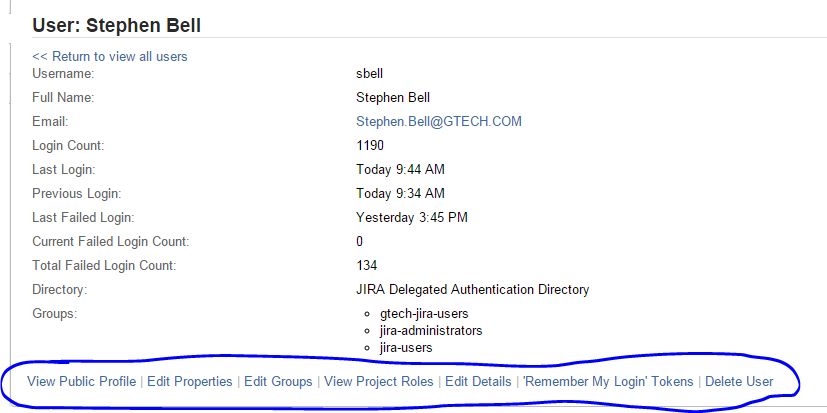 User: Stephen Bell
<< Return to view all users
Username: sbell
Full Name: Stephen Bell
Email: Stephen.Bell@GTECH.COM
Login Count: 1190
Last Login: Today 9:44 AM
Previous Login: Today 9:34 AM
Last Failed Login: Yesterday 3:45 PM
Current Failed Login Count: 0
Total Failed Login Count: 134
Directory: JIRA Delegated Authentication Directory
Groups: gtech-jira-users
jira-administrators
jira-users
View Public Profile | Edit Properties | Edit Groups | View Project Roles | Edit Details | 'Remember My Login' Tokens | Delete User